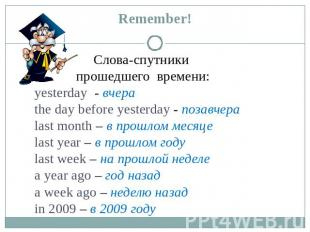 Remember!
Слова-спутники
прошедшего времени:
yesterday - вчера
the day before yesterday - позавчера
last month – в прошлом месяце
last year – в прошлом году
last week – на прошлой неделе
a year ago – год назад
a week ago – неделю назад
in 2009 – в 2009 году
PPt4WEB.ru